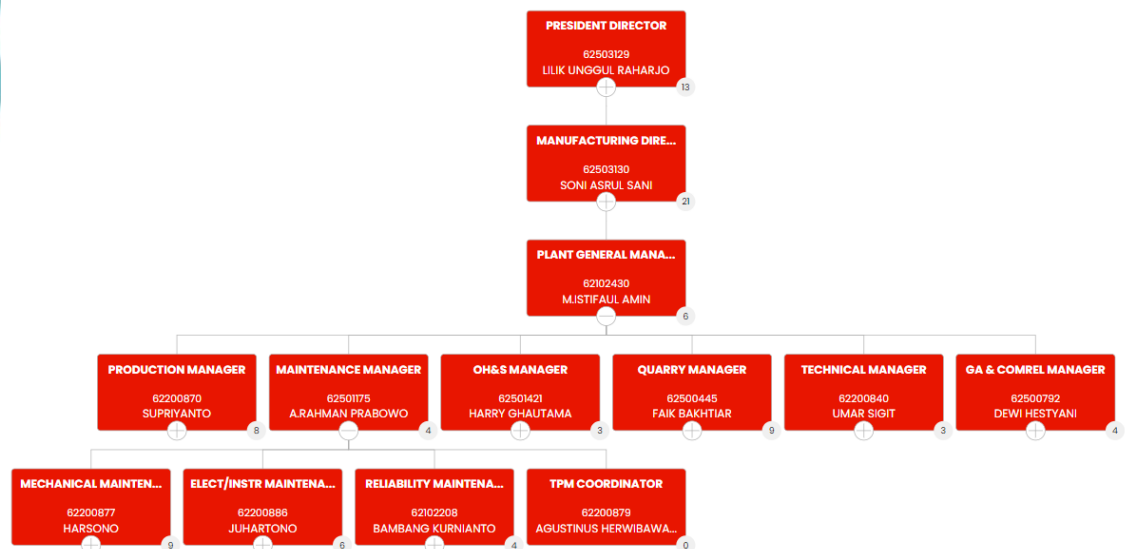 PRESIDENT DIRECTOR
62503129
LILIK UNGGUL RAHARJO
13
MANUFACTURING DIRE...
62503130
SONI ASRUL SANI
21
PLANT GENERAL MANA...
62102430
M.ISTIFAUL AMIN
6
PRODUCTION MANAGER
62200870
SUPRIYANTO
8
MAINTENANCE MANAGER
62501175
A.RAHMAN PRABOWO
4
OH&S MANAGER
62501421
HARRY GHAUTAMA
3
QUARRY MANAGER
62500445
FAIK BAKHTIAR
9
TECHNICAL MANAGER
62200840
UMAR SIGIT
3
GA & COMREL MANAGER
62500792
DEWI HESTYANI
4
MECHANICAL MAINTEN...
62200877
HARSONO
9
ELECT/INSTR MAINTENA...
62200886
JUHARTONO
6
RELIABILITY MAINTENA...
62102208
BAMBANG KURNIANTO
4
TPM COORDINATOR
62200879
AGUSTINUS HERWIBAWA...
0